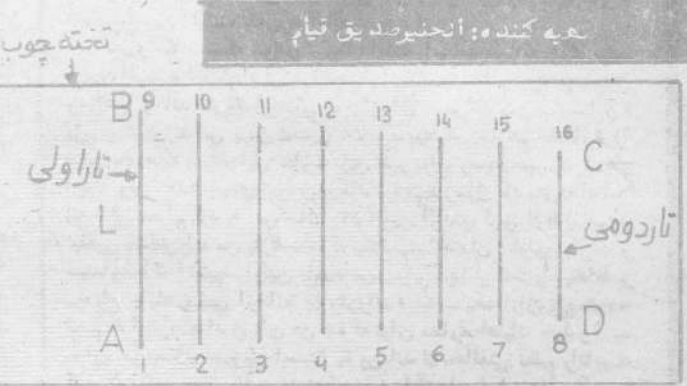 تهیه کننده: انجنیر صدیق قیام
تخته چوب
B 9 10 11 12 13 14 15 16 C
تار اولی
L
تار دومی
A D
1 2 3 4 5 6 7 8